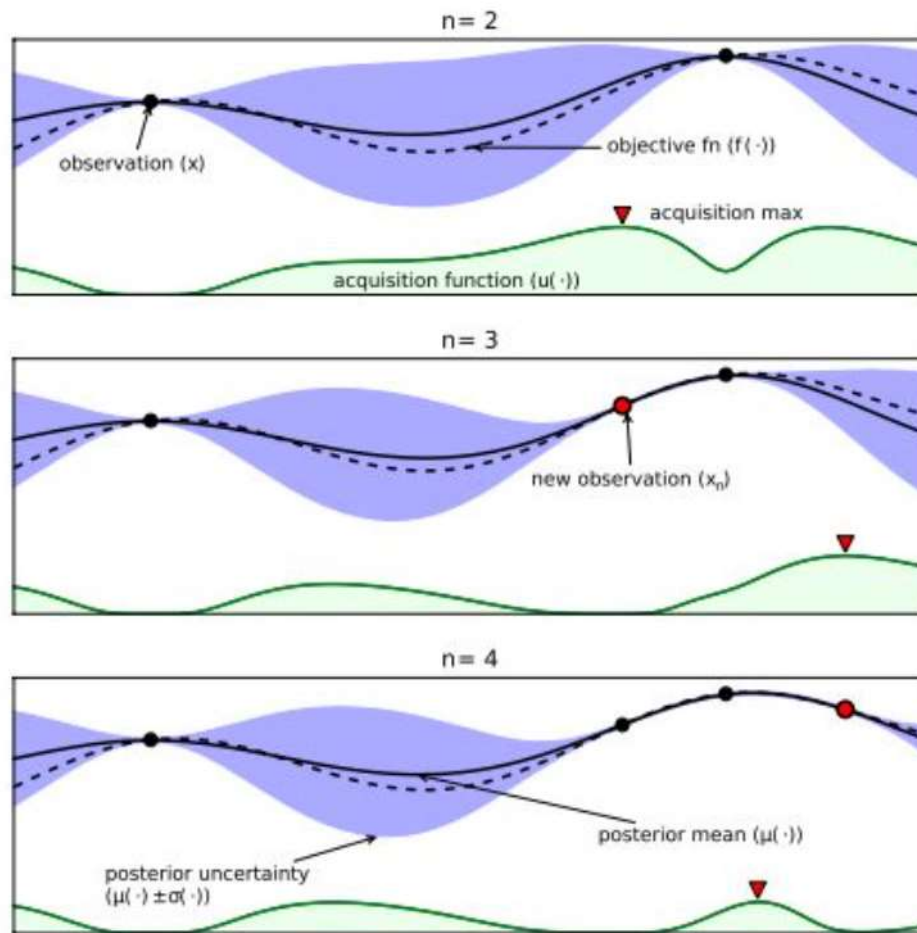 n= 2
observation (x)
objective fn (f(·))
acquisition max
acquisition function (u(·))
n= 3
new observation (xₙ)
n= 4
posterior mean (μ(·))
posterior uncertainty
(μ(·) ±σ(·))